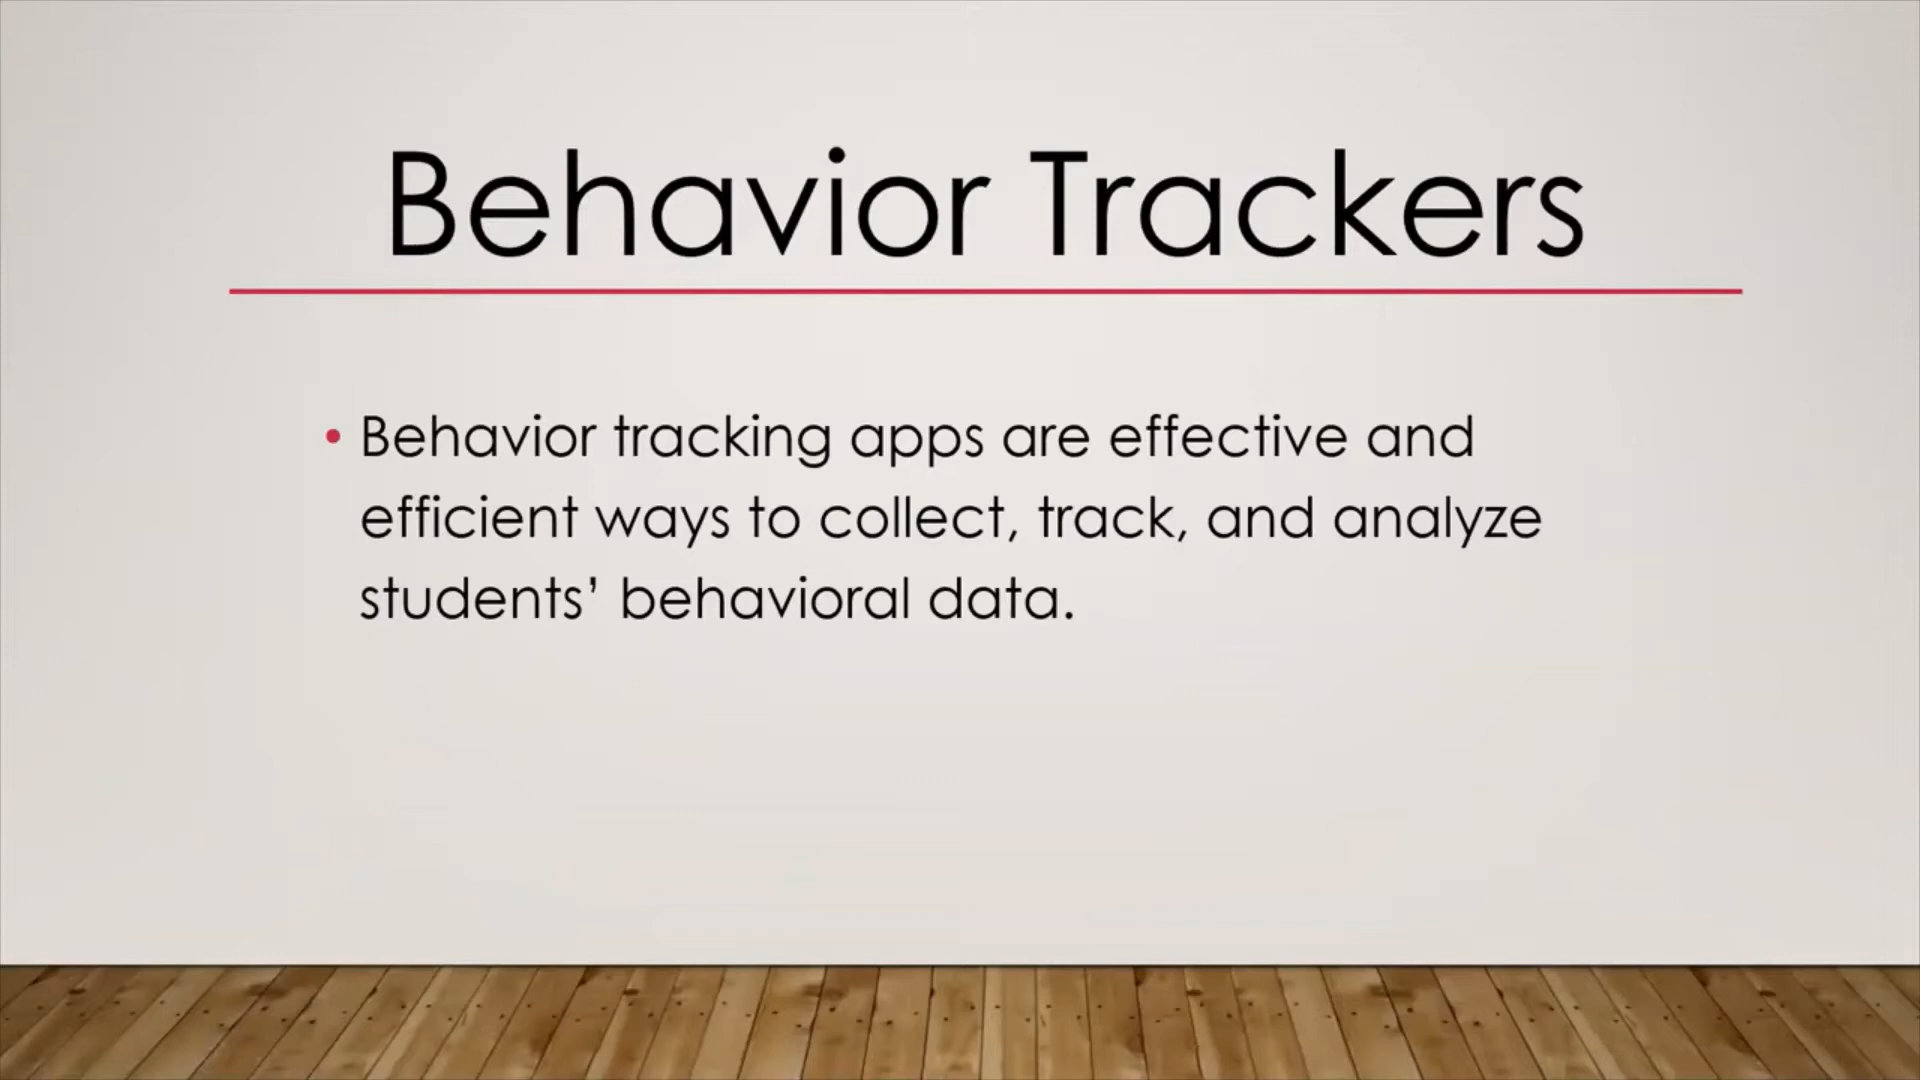 Behavior Trackers
• Behavior tracking apps are effective and
efficient ways to collect, track, and analyze
students’ behavioral data.